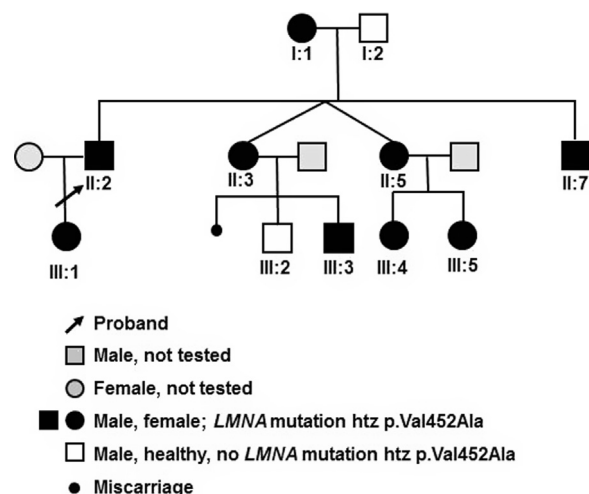 I:1 I:2
II:2 II:3 II:5 II:7
III:1 III:2 III:3 III:4 III:5
Proband
Male, not tested
Female, not tested
Male, female; LMNA mutation htz p.Val452Ala
Male, healthy, no LMNA mutation htz p.Val452Ala
Miscarriage